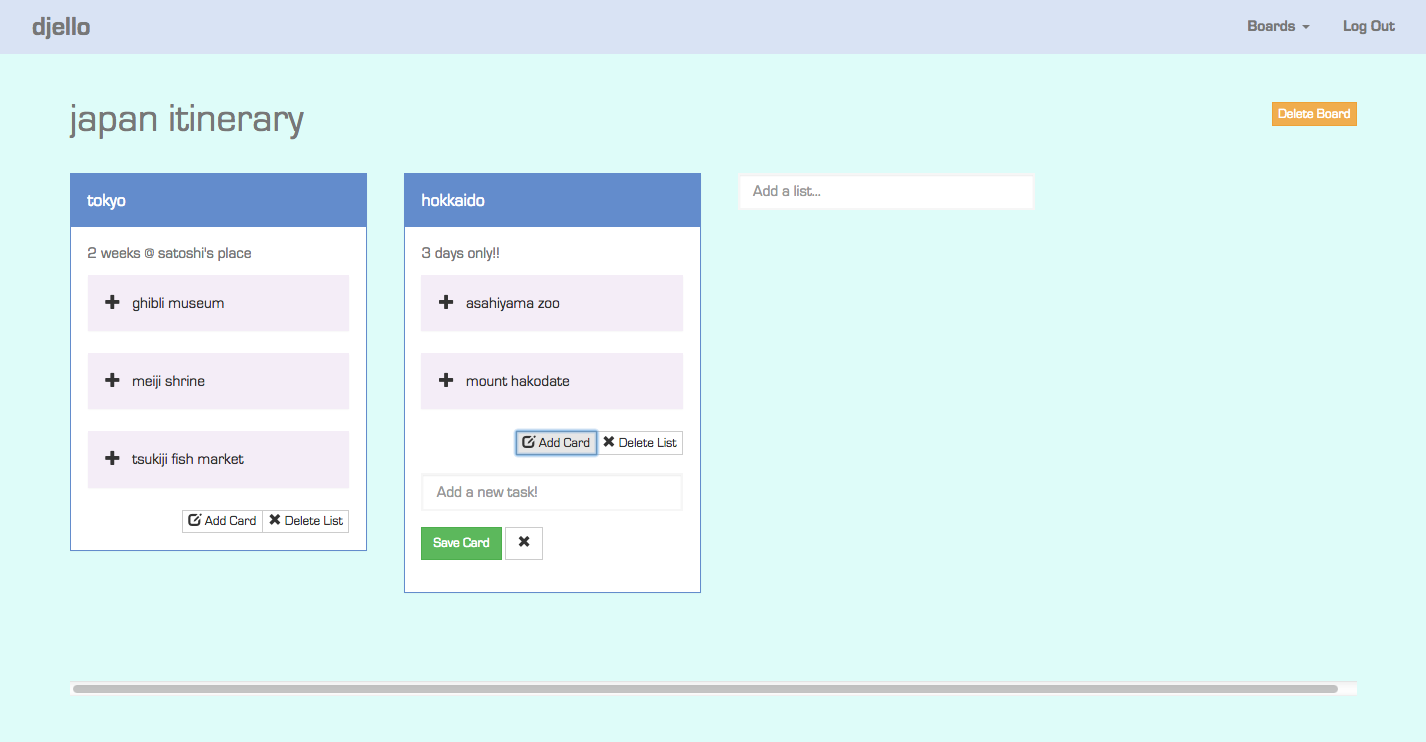 djello
Boards
Log Out
japan itinerary
Delete Board
tokyo
2 weeks @ satoshi's place
ghibli museum
meiji shrine
tsukiji fish market
Add Card
Delete List
hokkaido
3 days only!!
asahiyama zoo
mount hakodate
Add Card
Delete List
Add a new task!
Save Card
Add a list...